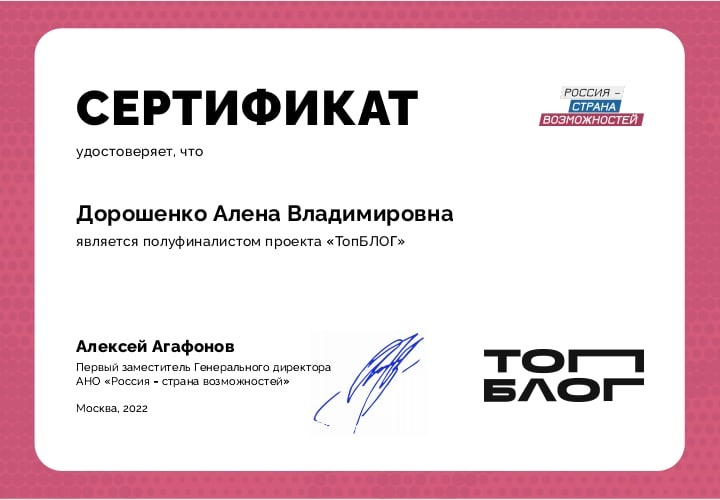 СЕРТИФИКАТ
РОССИЯ –
СТРАНА
ВОЗМОЖНОСТЕЙ
удостоверяет, что
Дорошенко Алена Владимировна
является полуфиналистом проекта «ТопБЛОГ»
Алексей Агафонов
Первый заместитель Генерального директора
АНО «Россия – страна возможностей»
Москва, 2022
ТОП
БЛОГ